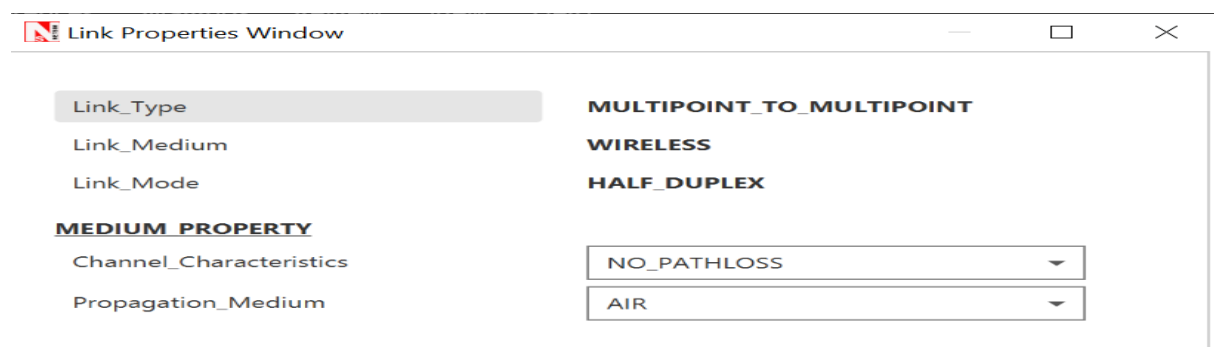 Link Properties Window
Link_Type MULTIPOINT_TO_MULTIPOINT
Link_Medium WIRELESS
Link_Mode HALF_DUPLEX
MEDIUM_PROPERTY
Channel_Characteristics NO_PATHLOSS
Propagation_Medium AIR